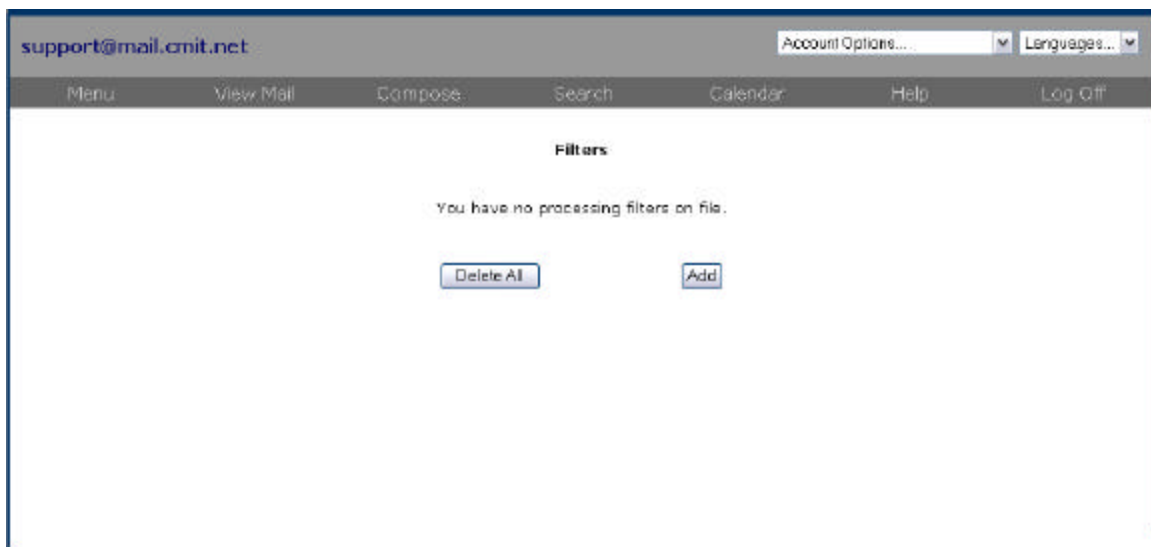 support@mail.cmit.net
Account Options...
Languages...
Menu View Mail Compose Search Calendar Help Log Off
Filters
You have no processing filters on file.
Delete All Add